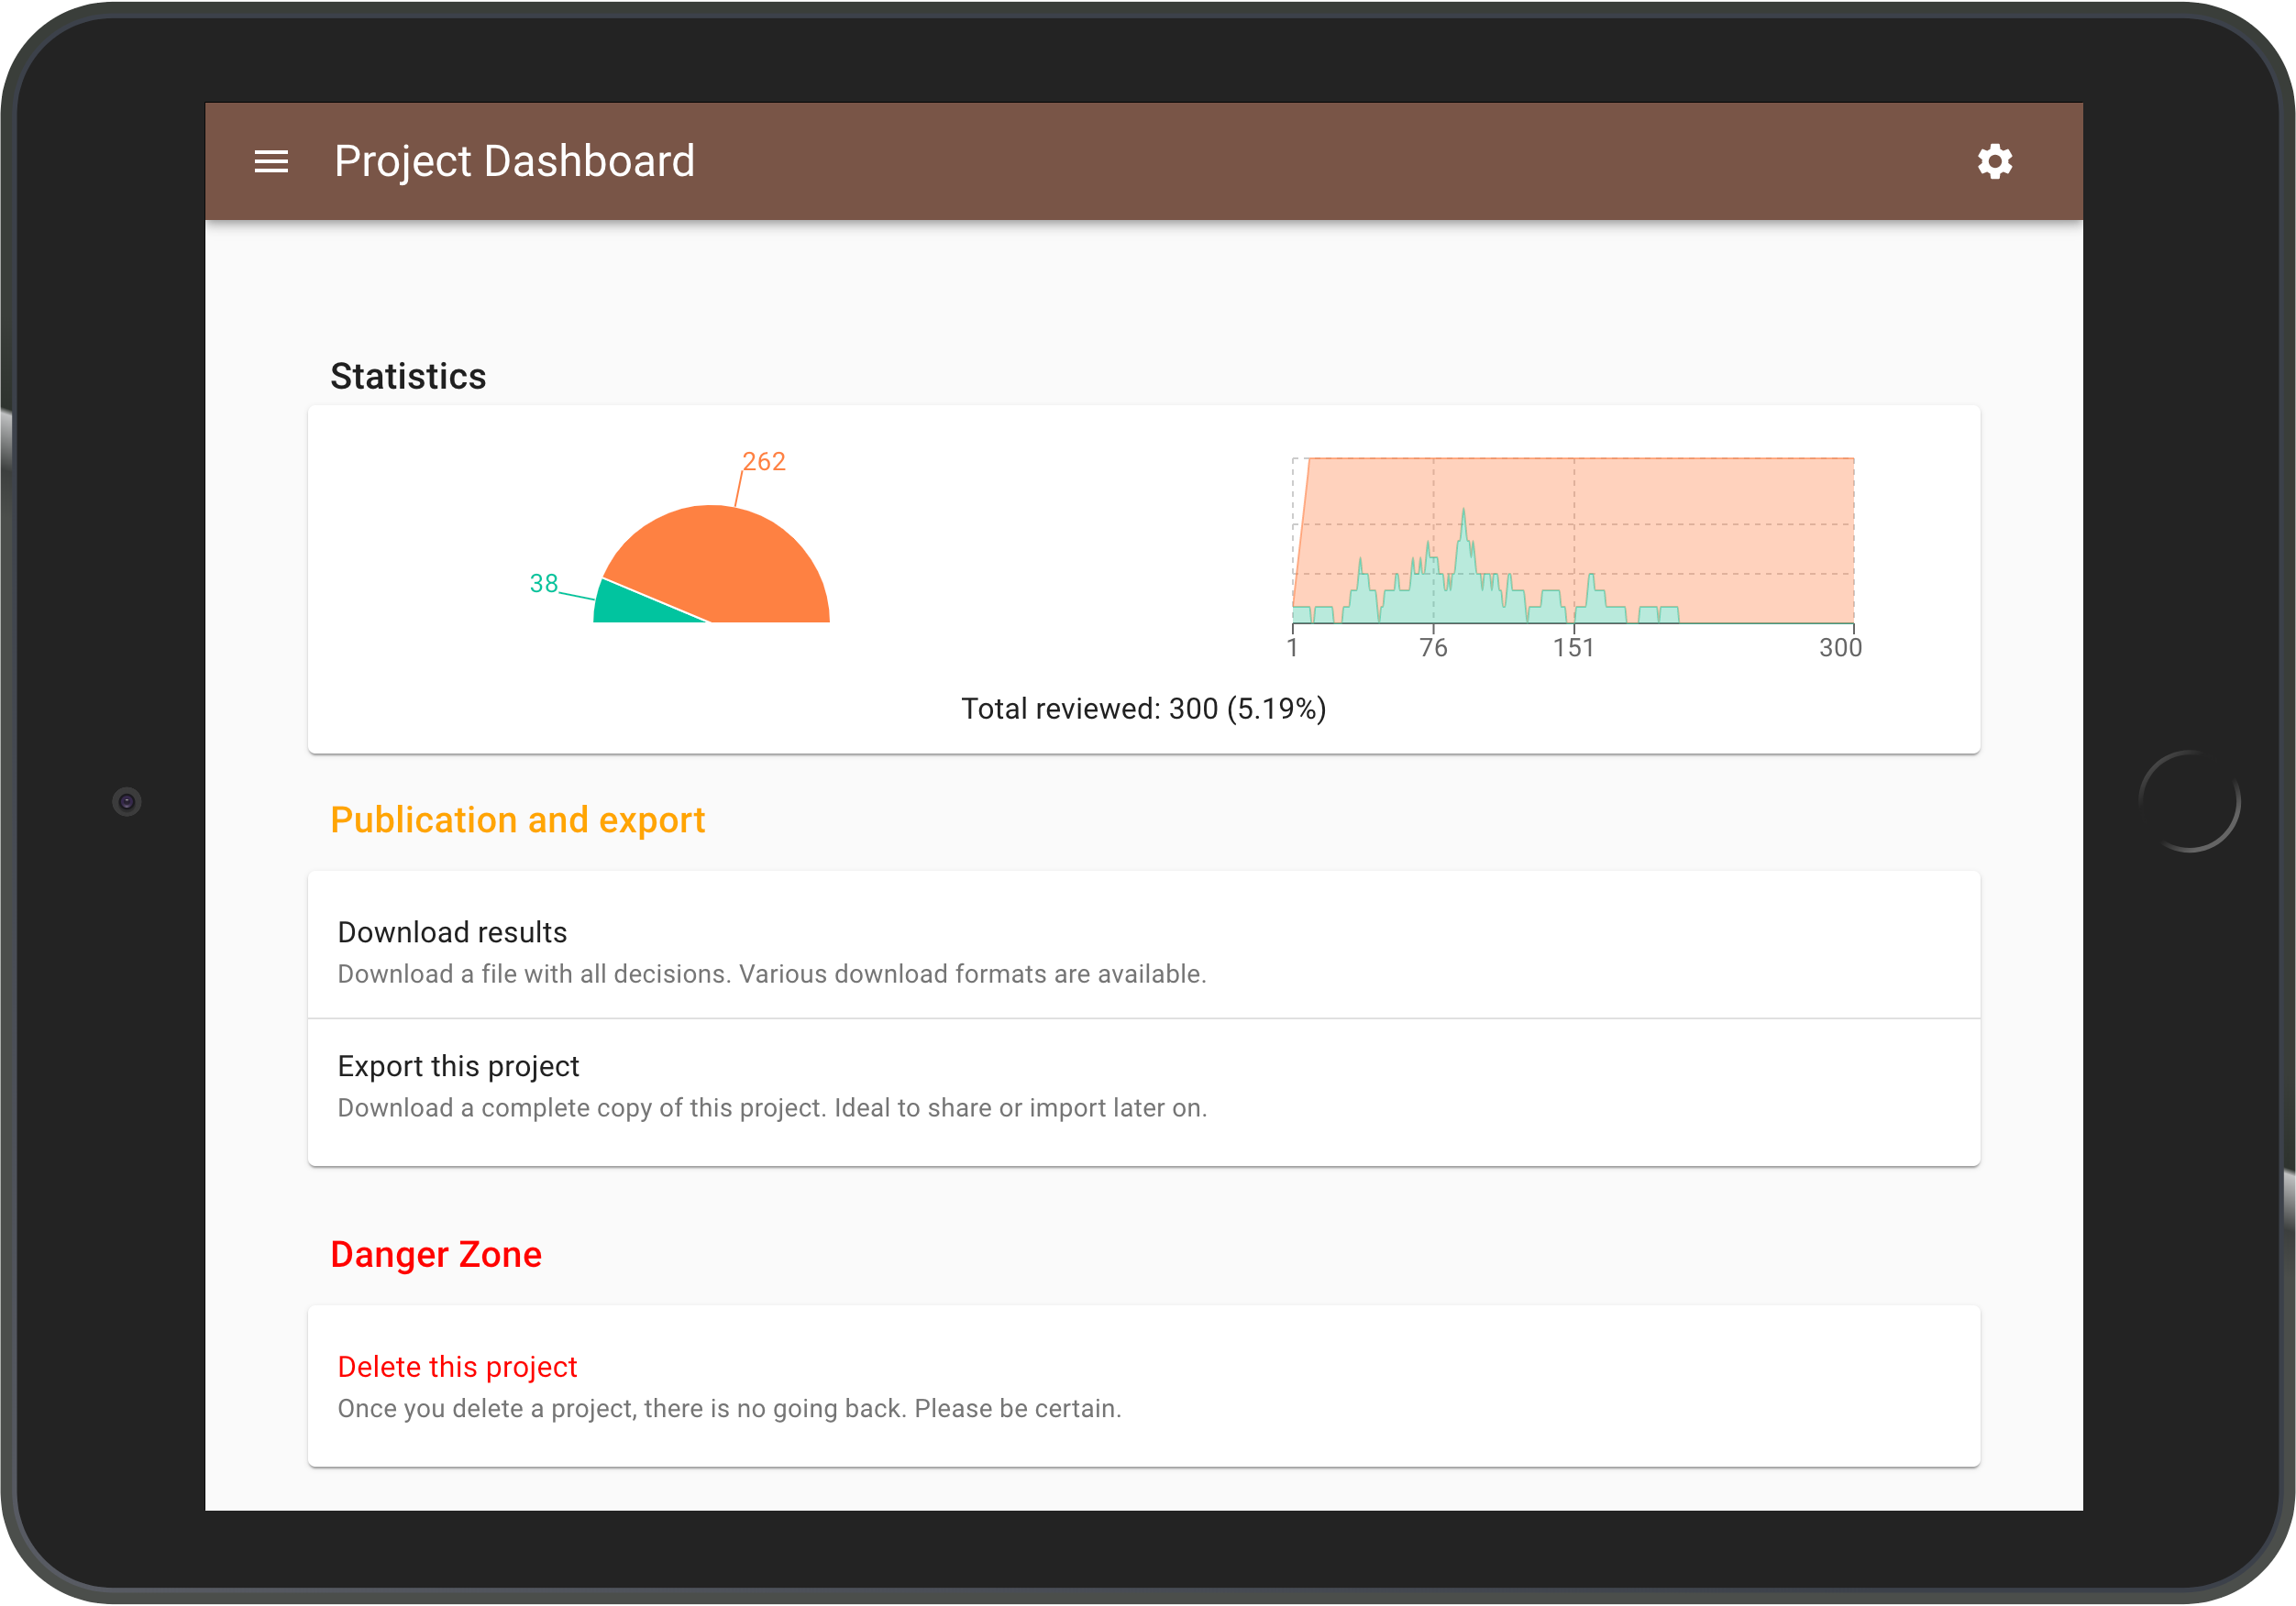 Project Dashboard
Statistics
262
38
1 76 151 300
Total reviewed: 300 (5.19%)
Publication and export
Download results
Download a file with all decisions. Various download formats are available.
Export this project
Download a complete copy of this project. Ideal to share or import later on.
Danger Zone
Delete this project
Once you delete a project, there is no going back. Please be certain.